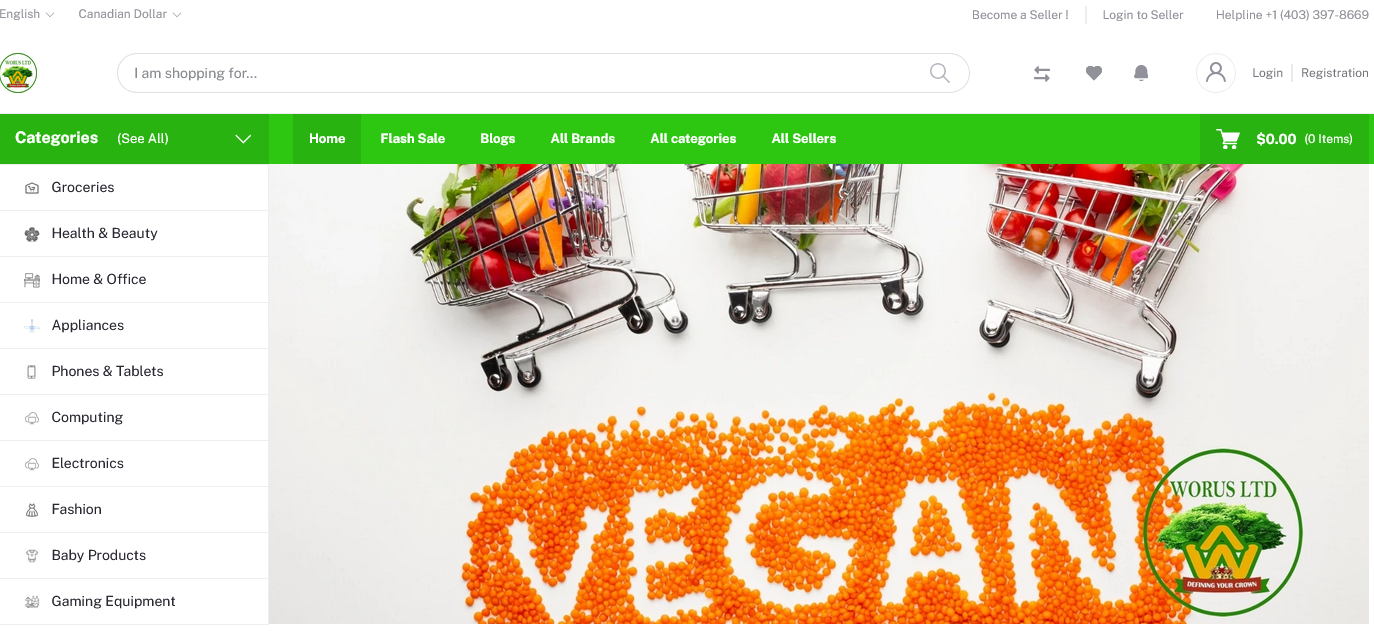 English
Canadian Dollar
Become a Seller !
Login to Seller
Helpline +1 (403) 397-8669
WORUS LTD
I am shopping for...
Login
Registration
Categories (See All)
Home
Flash Sale
Blogs
All Brands
All categories
All Sellers
$0.00 (0 Items)
Groceries
Health & Beauty
Home & Office
Appliances
Phones & Tablets
Computing
Electronics
Fashion
Baby Products
Gaming Equipment
VEGAN
WORUS LTD
DEFINING YOUR CROWN